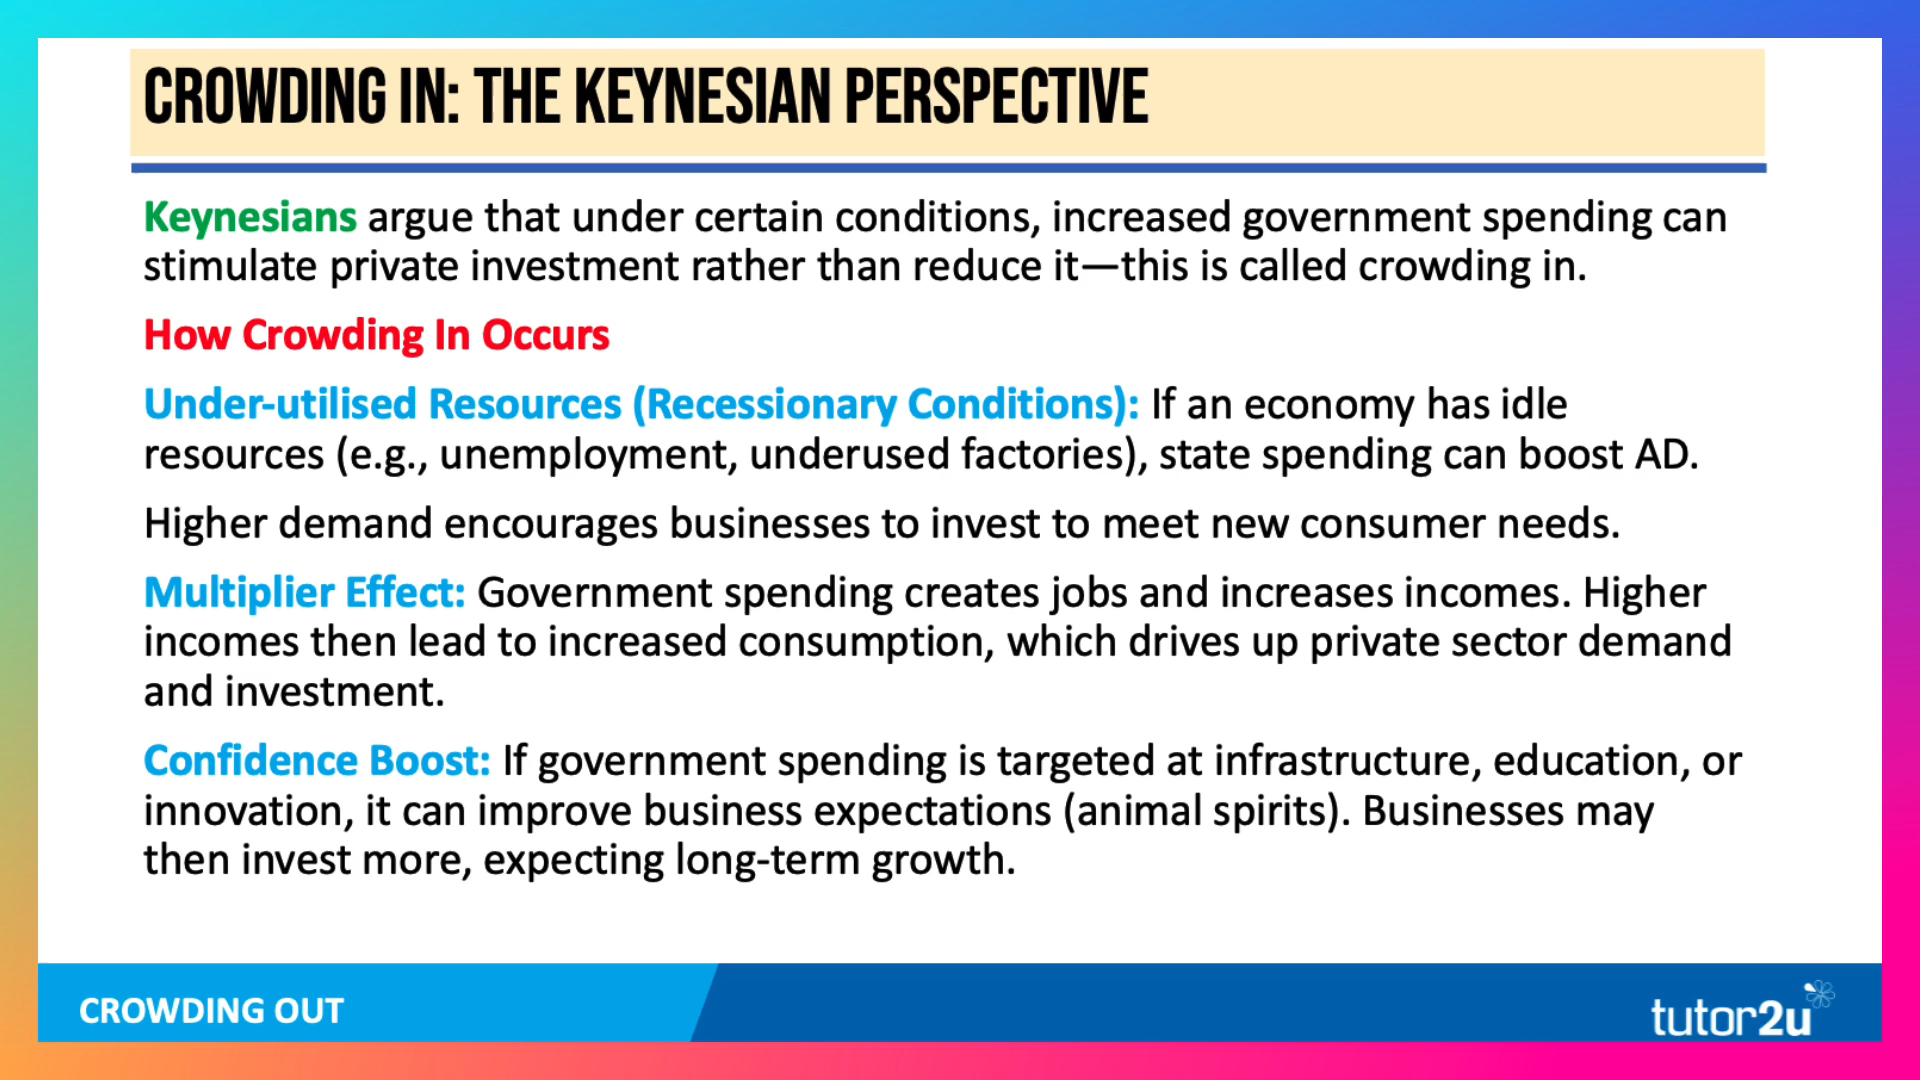 CROWDING IN: THE KEYNESIAN PERSPECTIVE
Keynesians argue that under certain conditions, increased government spending can
stimulate private investment rather than reduce it—this is called crowding in.
How Crowding In Occurs
Under-utilised Resources (Recessionary Conditions): If an economy has idle
resources (e.g., unemployment, underused factories), state spending can boost AD.
Higher demand encourages businesses to invest to meet new consumer needs.
Multiplier Effect: Government spending creates jobs and increases incomes. Higher
incomes then lead to increased consumption, which drives up private sector demand
and investment.
Confidence Boost: If government spending is targeted at infrastructure, education, or
innovation, it can improve business expectations (animal spirits). Businesses may
then invest more, expecting long-term growth.
CROWDING OUT
tutor2u